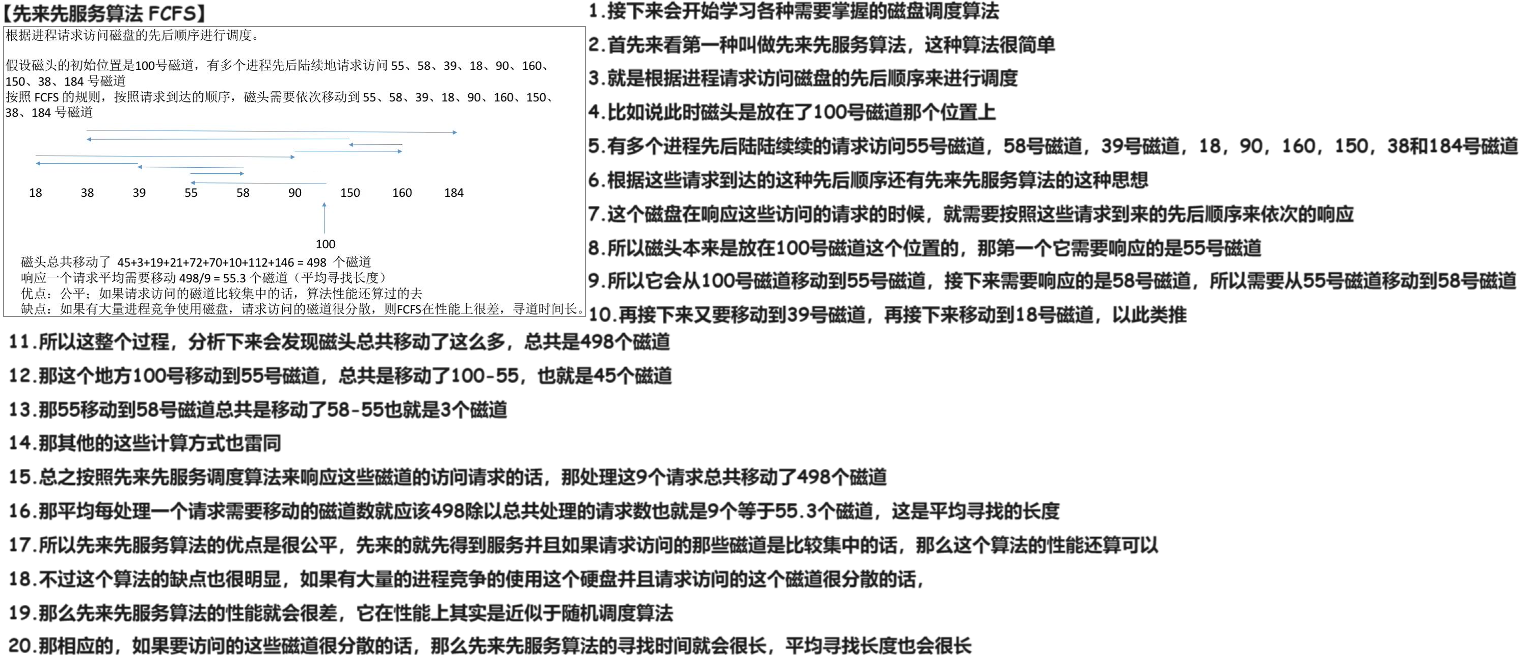 【先来先服务算法 FCFS】
根据进程请求访问磁盘的先后顺序进行调度。
假设磁头的初始位置是100号磁道，有多个进程先后陆续地请求访问 55、58、39、18、90、160、
150、38、184 号磁道
按照 FCFS 的规则，按照请求到达的顺序，磁头需要依次移动到 55、58、39、18、90、160、150、
38、184 号磁道
18 38 39 55 58 90 150 160 184
100
磁头总共移动了 45+3+19+21+72+70+10+112+146 = 498 个磁道
响应一个请求平均需要移动 498/9 = 55.3 个磁道（平均寻找长度）
优点：公平；如果请求访问的磁道比较集中的话，算法性能还算过的去
缺点：如果有大量进程竞争使用磁盘，请求访问的磁道很分散，则FCFS在性能上很差，寻道时间长。
1.接下来会开始学习各种需要掌握的磁盘调度算法
2.首先来看第一种叫做先来先服务算法，这种算法很简单
3.就是根据进程请求访问磁盘的先后顺序来进行调度
4.比如说此时磁头是放在了100号磁道那个位置上
5.有多个进程先后陆陆续续的请求访问55号磁道，58号磁道，39号磁道，18，90，160，150，38和184号磁道
6.根据这些请求到达的这种先后顺序还有先来先服务算法的这种思想
7.这个磁盘在响应这些访问的请求的时候，就需要按照这些请求到来的先后顺序来依次的响应
8.所以磁头本来是放在100号磁道这个位置的，那第一个它需要响应的是55号磁道
9.所以它会从100号磁道移动到55号磁道，接下来需要响应的是58号磁道，所以需要从55号磁道移动到58号磁道
10.再接下来又要移动到39号磁道，再接下来移动到18号磁道，以此类推
11.所以这整个过程，分析下来会发现磁头总共移动了这么多，总共是498个磁道
12.那这个地方100号移动到55号磁道，总共是移动了100-55，也就是45个磁道
13.那55移动到58号磁道总共是移动了58-55也就是3个磁道
14.那其他的这些计算方式也雷同
15.总之按照先来先服务调度算法来响应这些磁道的访问请求的话，那处理这9个请求总共移动了498个磁道
16.那平均每处理一个请求需要移动的磁道数就应该498除以总共处理的请求数也就是9个等于55.3个磁道，这是平均寻找的长度
17.所以先来先服务算法的优点是很公平，先来的就先得到服务并且如果请求访问的那些磁道是比较集中的话，那么这个算法的性能还算可以
18.不过这个算法的缺点也很明显，如果有大量的进程竞争的使用这个硬盘并且请求访问的这个磁道很分散的话，
19.那么先来先服务算法的性能就会很差，它在性能上其实是近似于随机调度算法
20.那相应的，如果要访问的这些磁道很分散的话，那么先来先服务算法的寻找时间就会很长，平均寻找长度也会很长